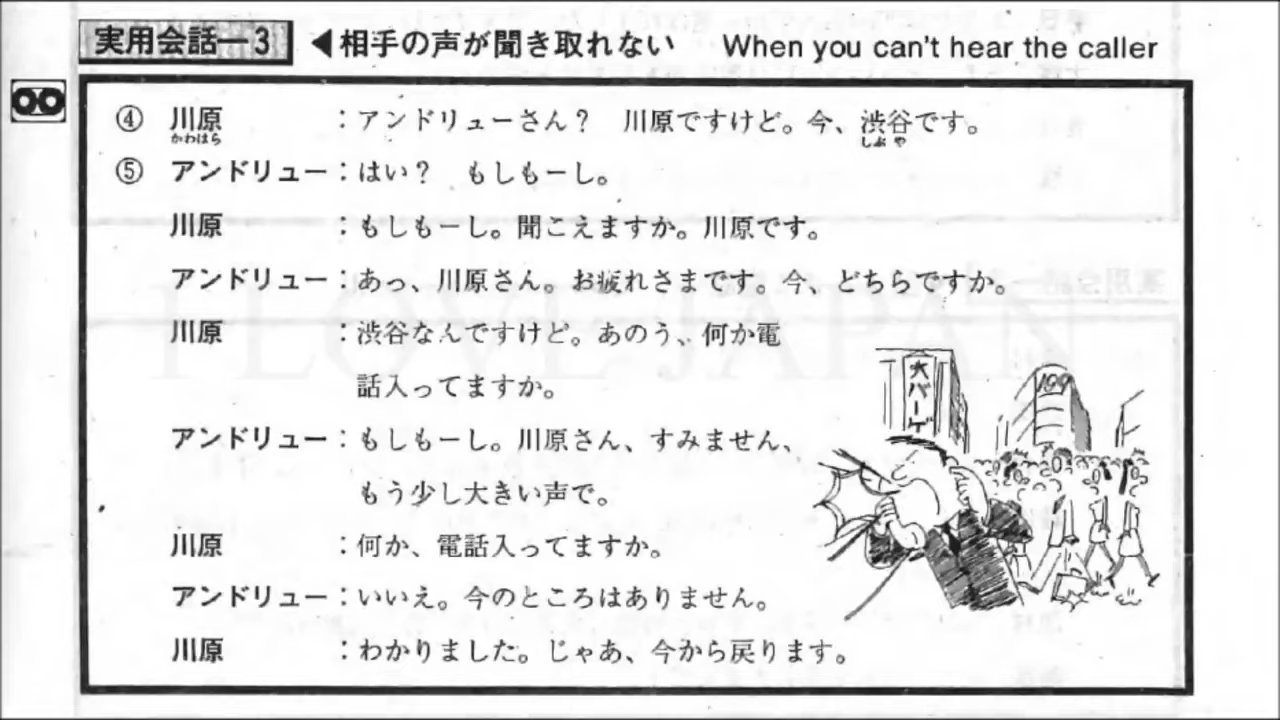 実用会話―3 ◀相手の声が聞き取れない When you can't hear the caller
④ 川原 :アンドリューさん? 川原ですけど。今、渋谷です。
かわはら しぶ や
⑤ アンドリュー:はい? もしもーし。
川原 :もしもーし。聞こえますか。川原です。
アンドリュー:あっ、川原さん。お疲れさまです。今、どちらですか。
川原 :渋谷なんですけど。あのう、何か電
話入ってますか。
アンドリュー:もしもーし。川原さん、すみません、
もう少し大きい声で。
川原 :何か、電話入ってますか。
アンドリュー:いいえ。今のところはありません。
川原 :わかりました。じゃあ、今から戻ります。
大バーゲ
109
I LOVE JAPAN